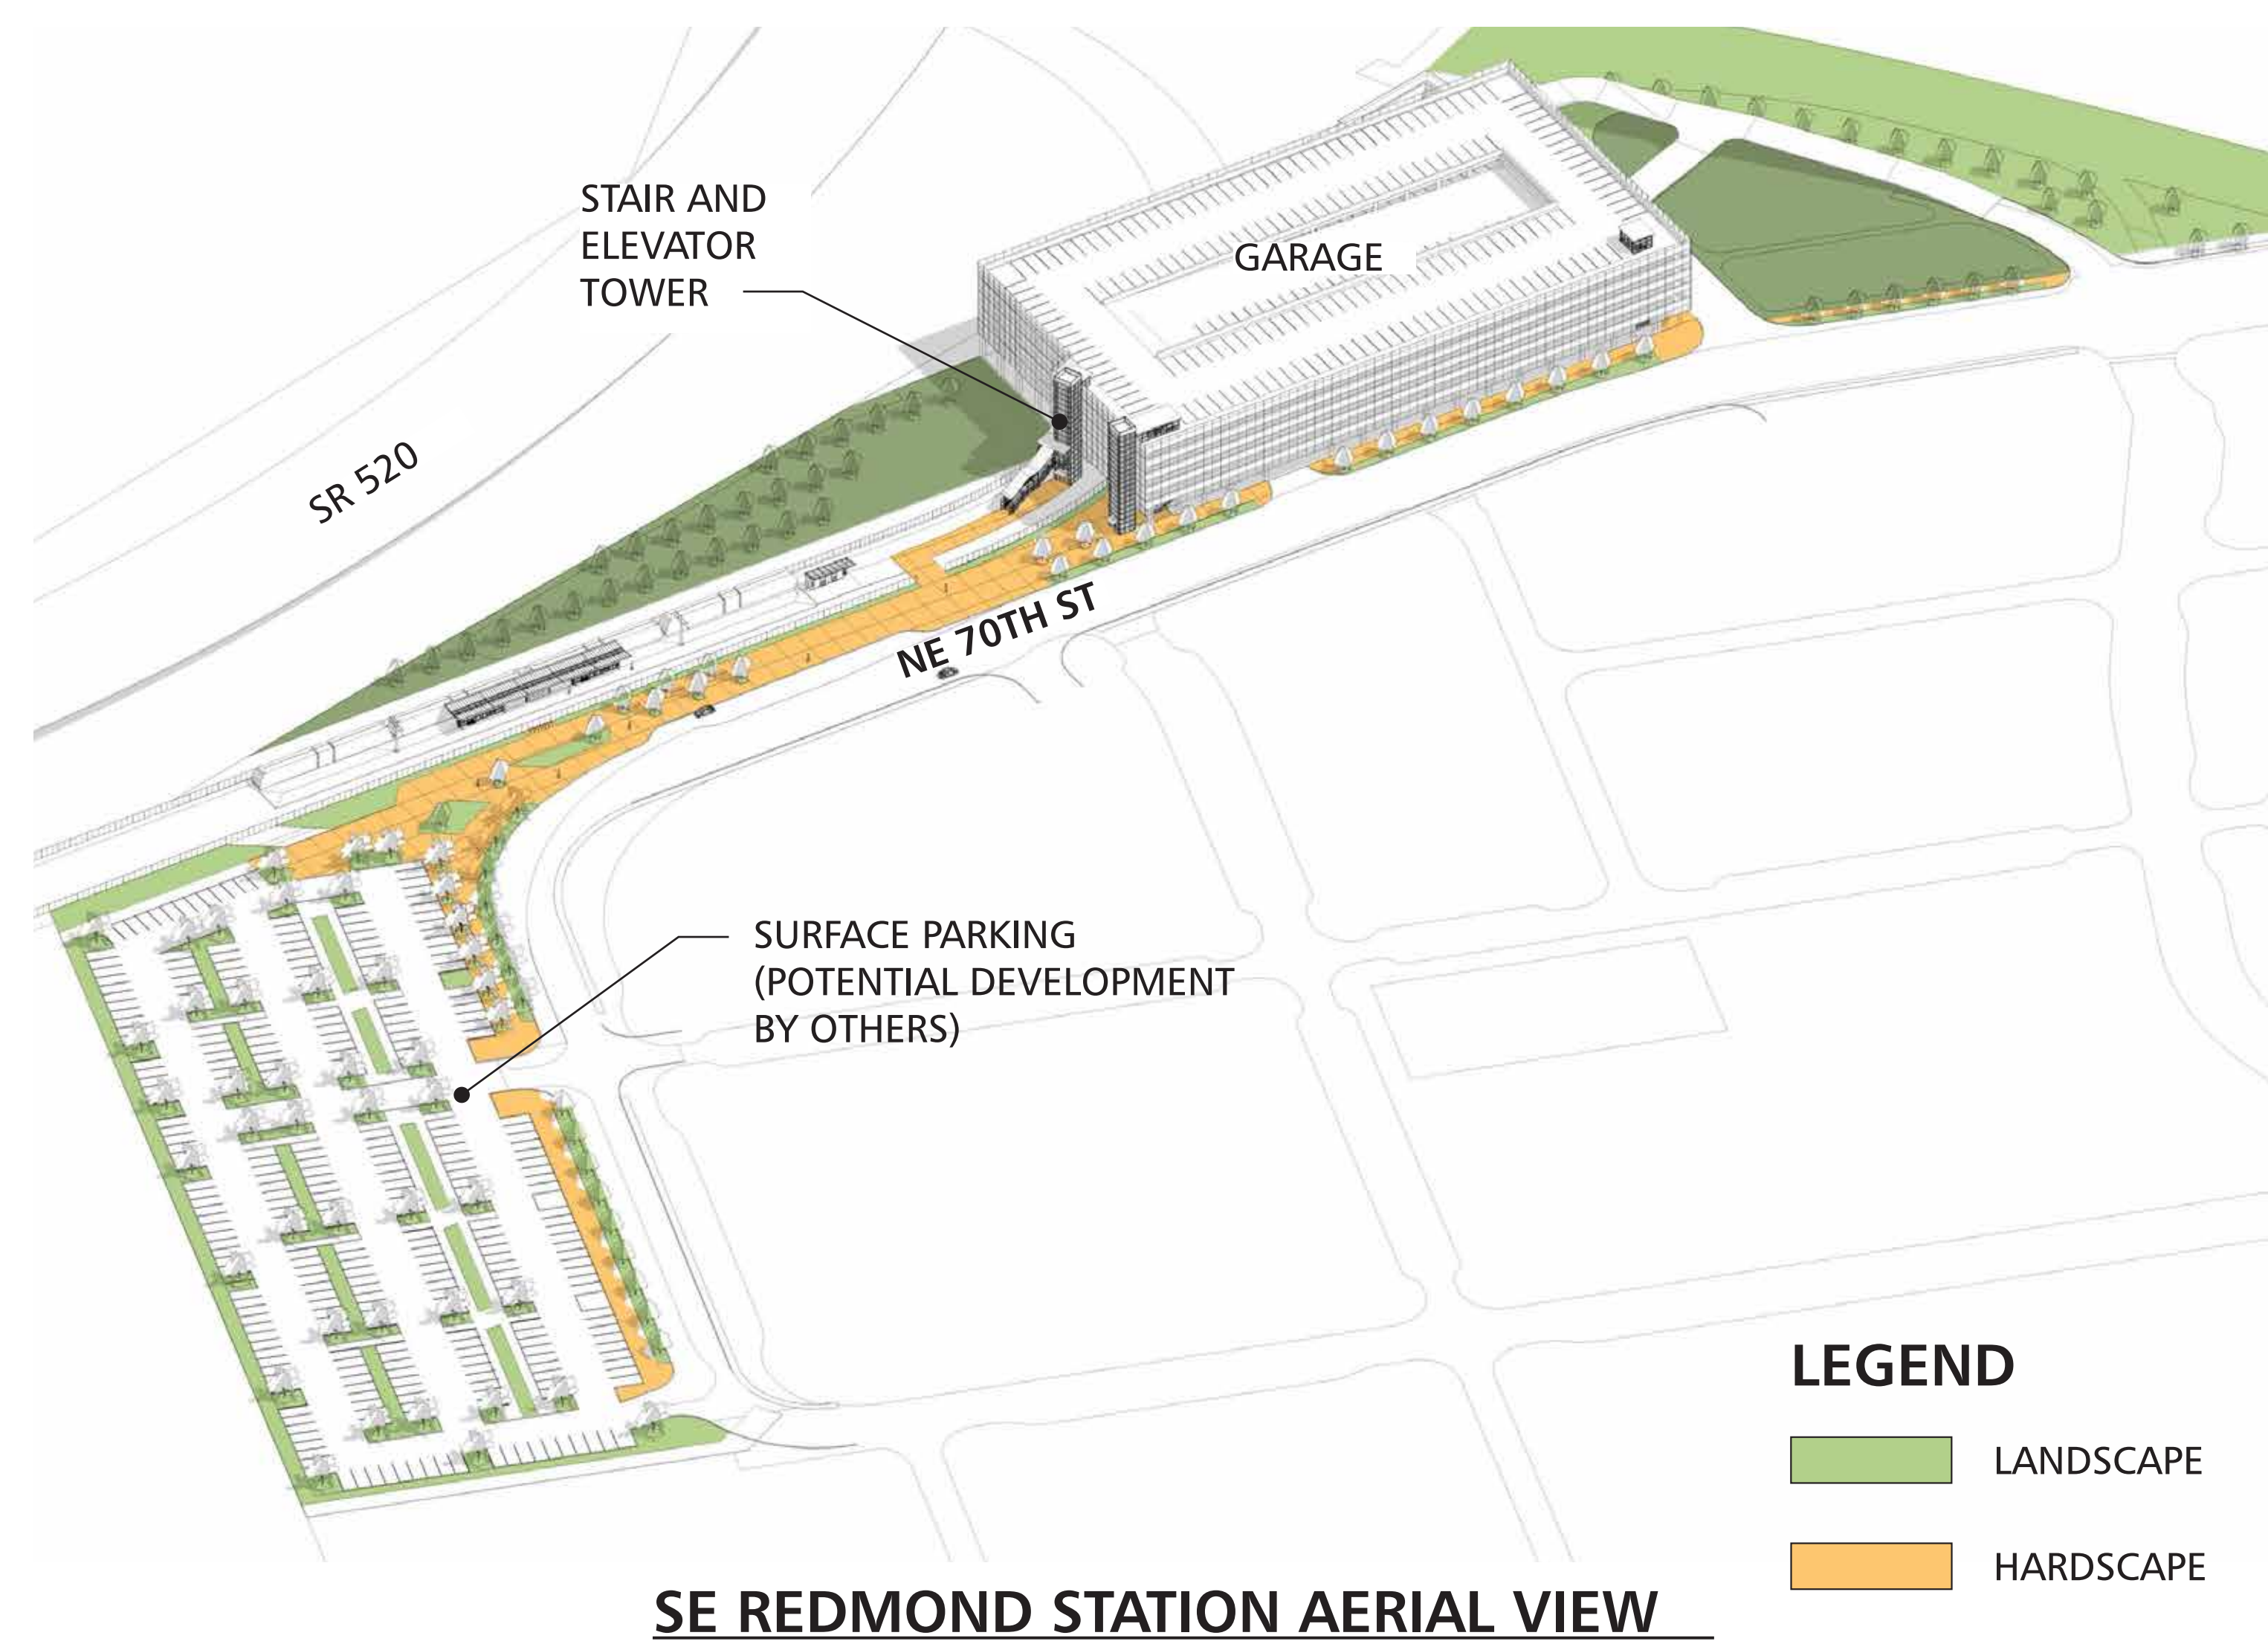 STAIR AND
ELEVATOR
TOWER
GARAGE
SR 520
NE 70TH ST
SURFACE PARKING
(POTENTIAL DEVELOPMENT
BY OTHERS)
LEGEND
LANDSCAPE
HARDSCAPE
SE REDMOND STATION AERIAL VIEW